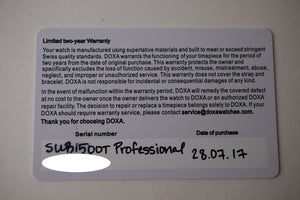 Limited two-year Warranty
Your watch is manufactured using superlative materials and built to meet or exceed stringent
Swiss quality standards. DOXA warrants the functioning of your timepiece for the period of
two years from the date of original purchase. This warranty protects the owner and
specifically excludes the loss of function caused by accident, misuse, mistreatment, abuse,
neglect, and improper or unauthorized service. This warranty does not cover the strap and
bracelet. DOXA is not responsible for incidental or consequential damages of any kind.
In the event of malfunction within the warranty period, DOXA will remedy the covered defect
at no cost to the owner once the owner delivers the watch to DOXA or an authorized DOXA
repair facility. The decision to repair or replace a timepiece belongs solely to DOXA. If your
DOXA should require warranty service, please contact service@doxawatches.com.
Thank you for choosing DOXA.
Serial number
Date of purchase
SUB1500T Professional
28.07.17